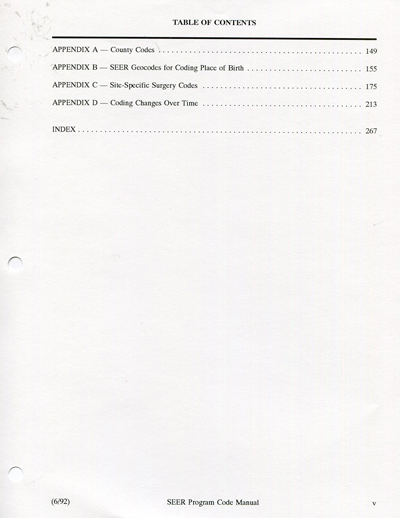 TABLE OF CONTENTS
APPENDIX A — County Codes . . . . . . . . . . . . . . . . . . . . . . . . . . . . . . . . . . . . . . . . 149
APPENDIX B — SEER Geocodes for Coding Place of Birth . . . . . . . . . . . . . . . . . . . . . . 155
APPENDIX C — Site-Specific Surgery Codes . . . . . . . . . . . . . . . . . . . . . . . . . . . . . . 175
APPENDIX D — Coding Changes Over Time . . . . . . . . . . . . . . . . . . . . . . . . . . . . . . 213
INDEX . . . . . . . . . . . . . . . . . . . . . . . . . . . . . . . . . . . . . . . . . . . . . . . . . . . . . 267
(6/92) SEER Program Code Manual v